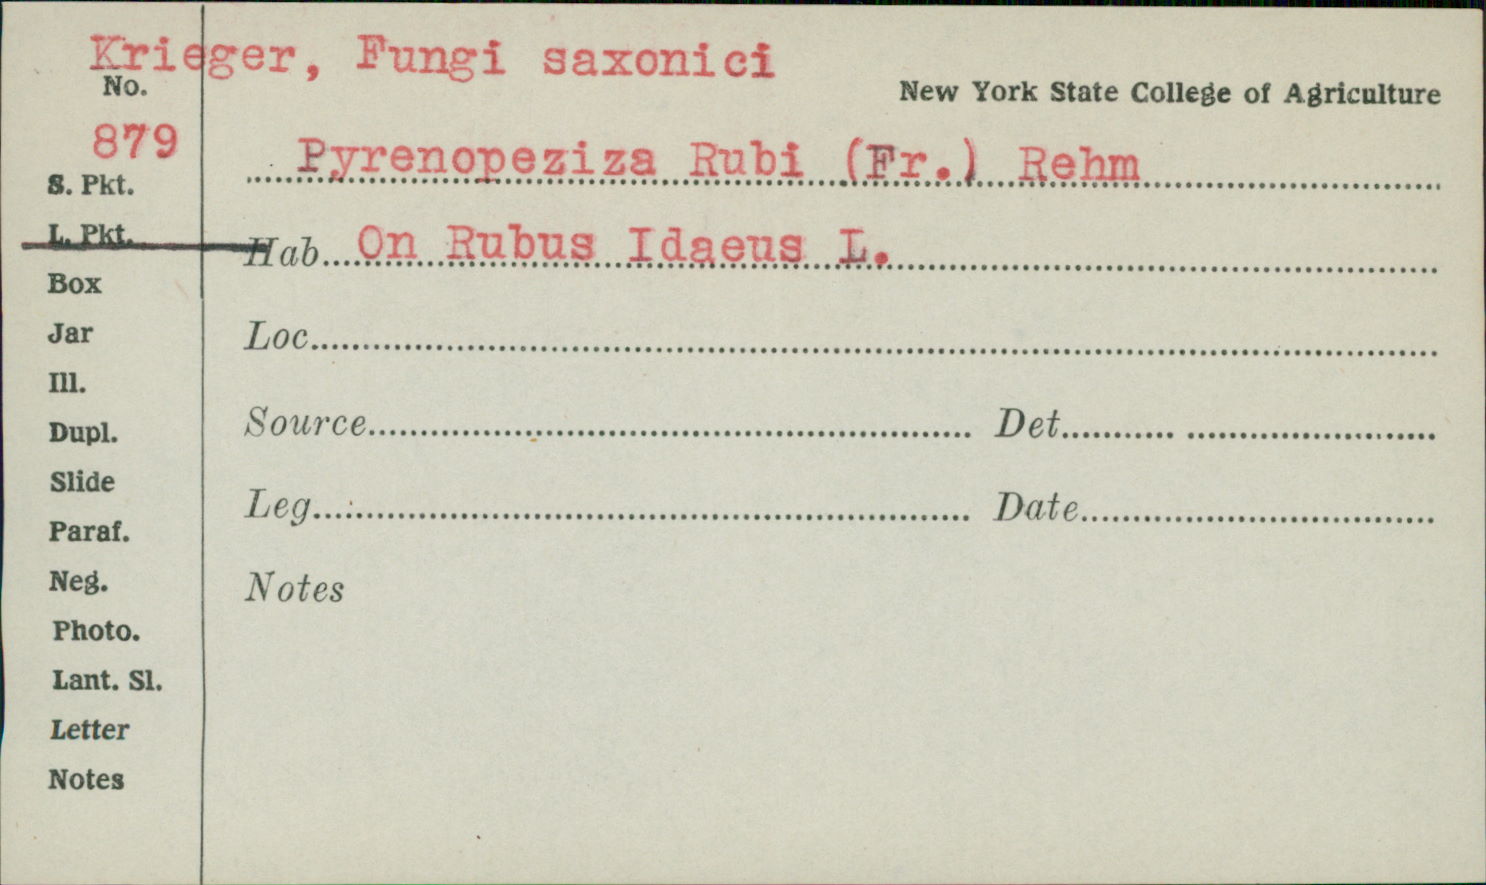 Krieger, Fungi saxonici
No.
New York State College of Agriculture
879
Pyrenopeziza Rubi (Fr.) Rehm
S. Pkt.
L. Pkt.
Hab. On Rubus Idaeus L.
Box
Jar
Loc.
Ill.
Dupl.
Source Det.
Slide
Leg. Date
Paraf.
Neg.
Notes
Photo.
Lant. Sl.
Letter
Notes